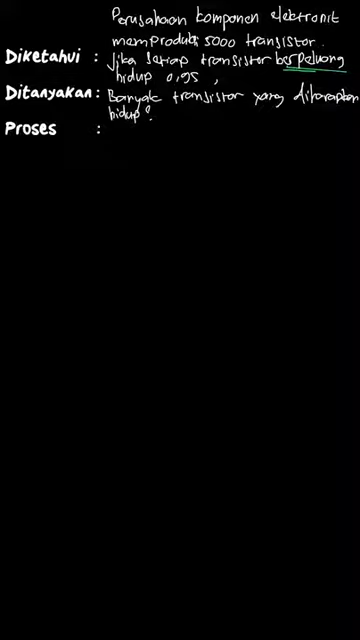 Perusahaan komponen elektronik
memproduksi 5000 transistor.
Diketahui : Jika setiap transistor berpeluang
hidup 0,95 ,
Ditanyakan: Banyak transistor yang diharapkan
hidup ?
Proses :